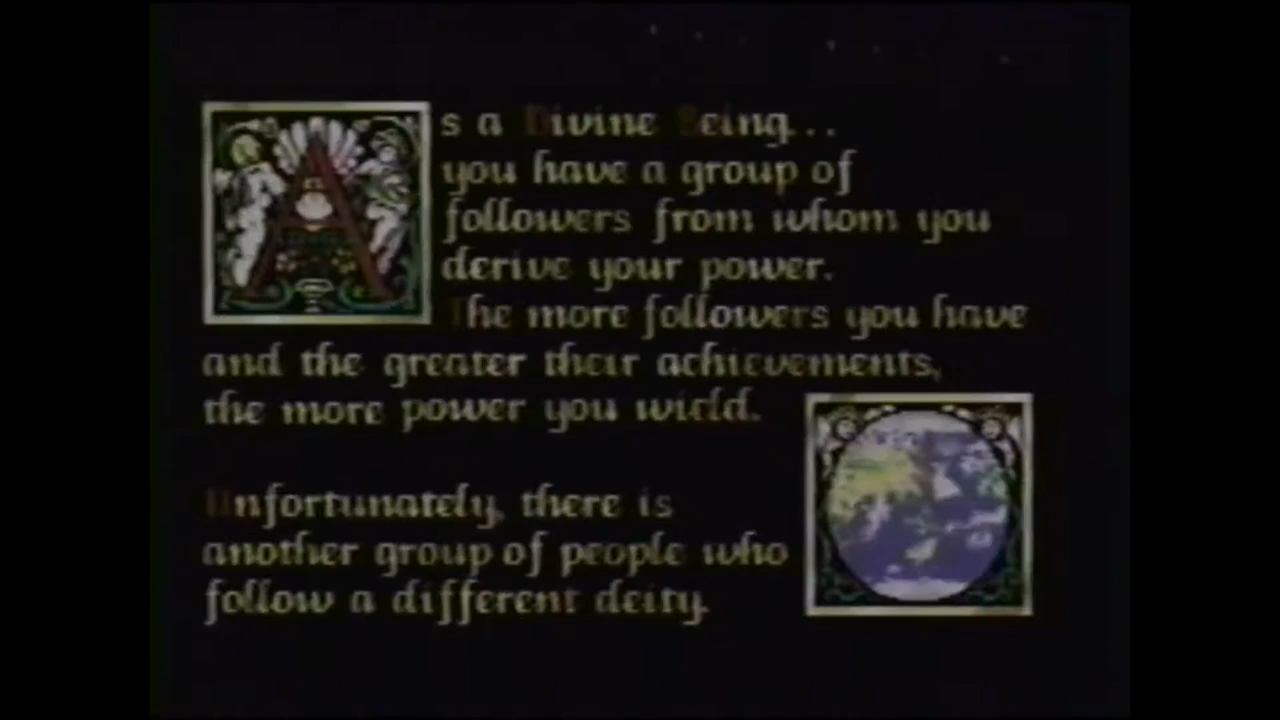 As a Divine Being...
you have a group of
followers from whom you
derive your power.
The more followers you have
and the greater their achievements,
the more power you wield.
Unfortunately, there is
another group of people who
follow a different deity.